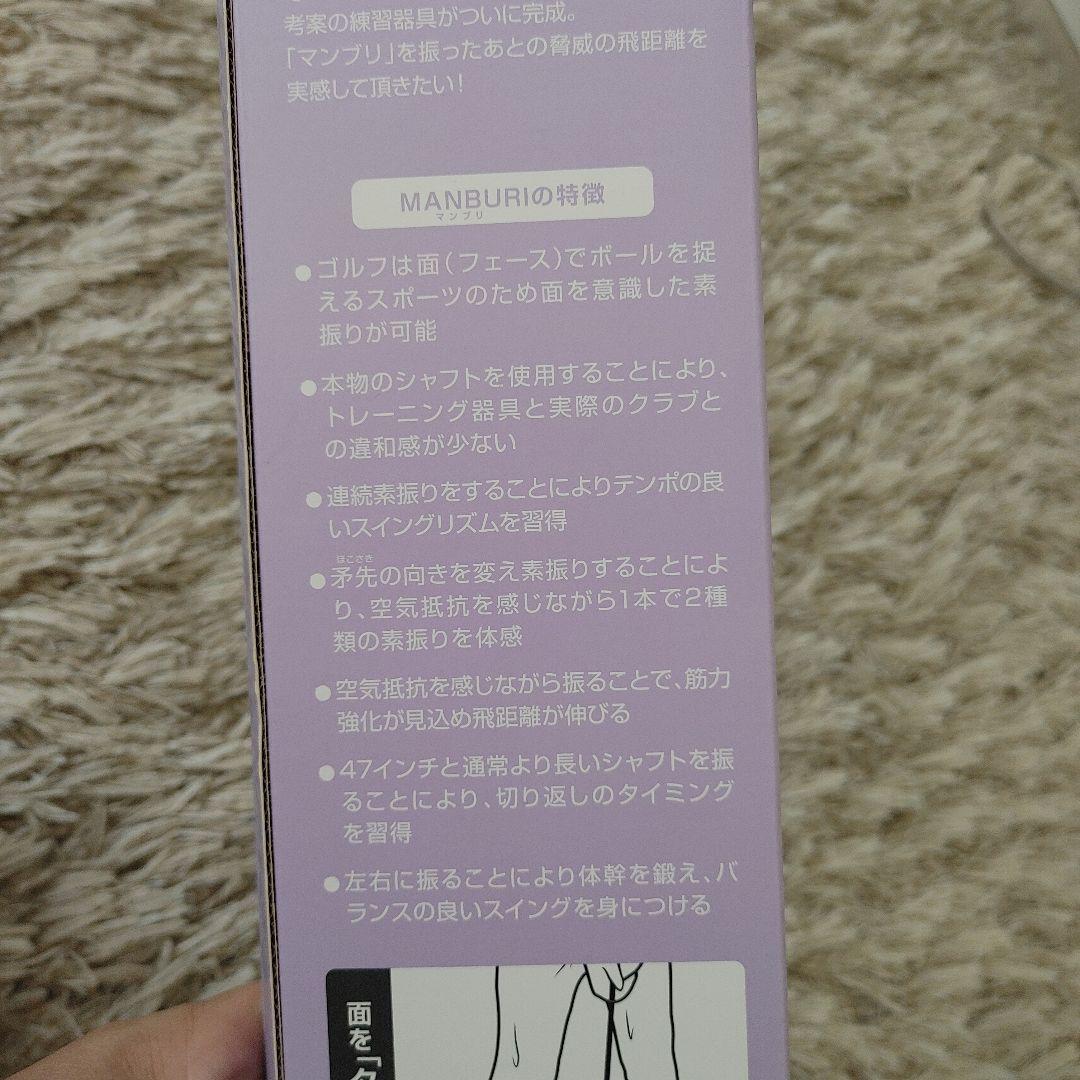 考案の練習器具がついに完成。
「マンブリ」を振ったあとの脅威の飛距離を
実感して頂きたい!
MANBURIの特徴
マンブリ
●ゴルフは面(フェース)でボールを捉
えるスポーツのため面を意識した素
振りが可能
●本物のシャフトを使用することにより、
トレーニング器具と実際のクラブと
の違和感が少ない
●連続素振りをすることによりテンポの良
いスイングリズムを習得
ほこさき
●矛先の向きを変え素振りすることによ
り、空気抵抗を感じながら1本で2種
類の素振りを体感
●空気抵抗を感じながら振ることで、筋力
強化が見込め飛距離が伸びる
●47インチと通常より長いシャフトを振
ることにより、切り返しのタイミング
を習得
●左右に振ることにより体幹を鍛え、バ
ランスの良いスイングを身につける
面を「